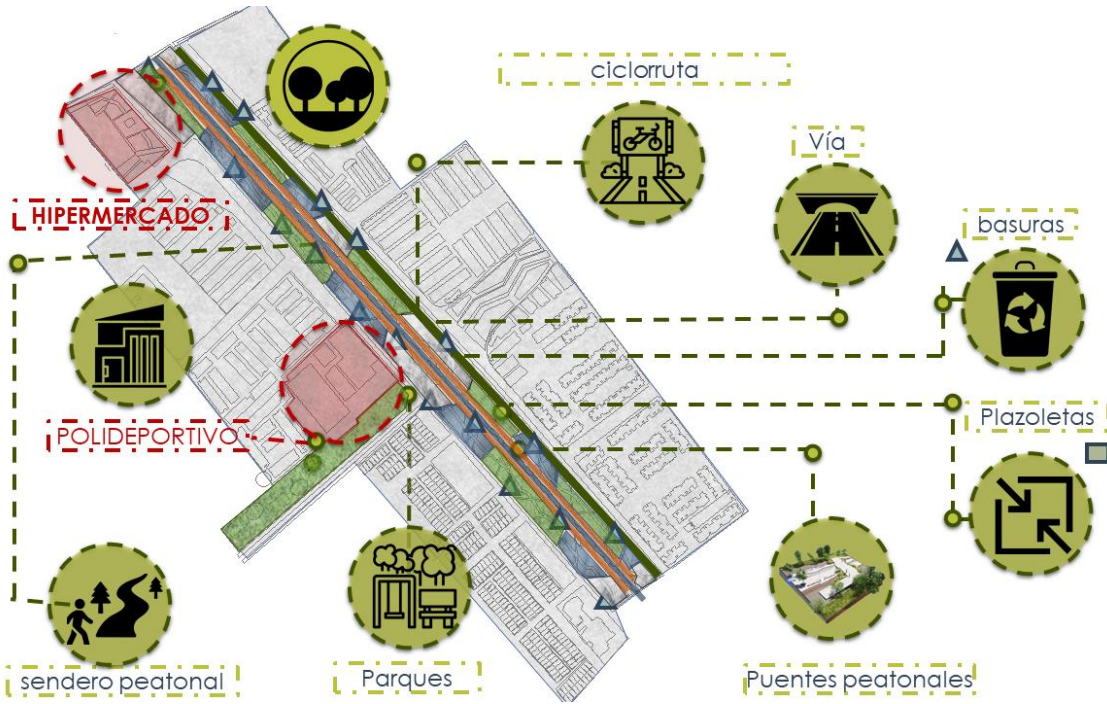 ciclorruta
Vía
HIPERMERCADO
basuras
POLIDEPORTIVO
Plazoletas
sendero peatonal
Parques
Puentes peatonales